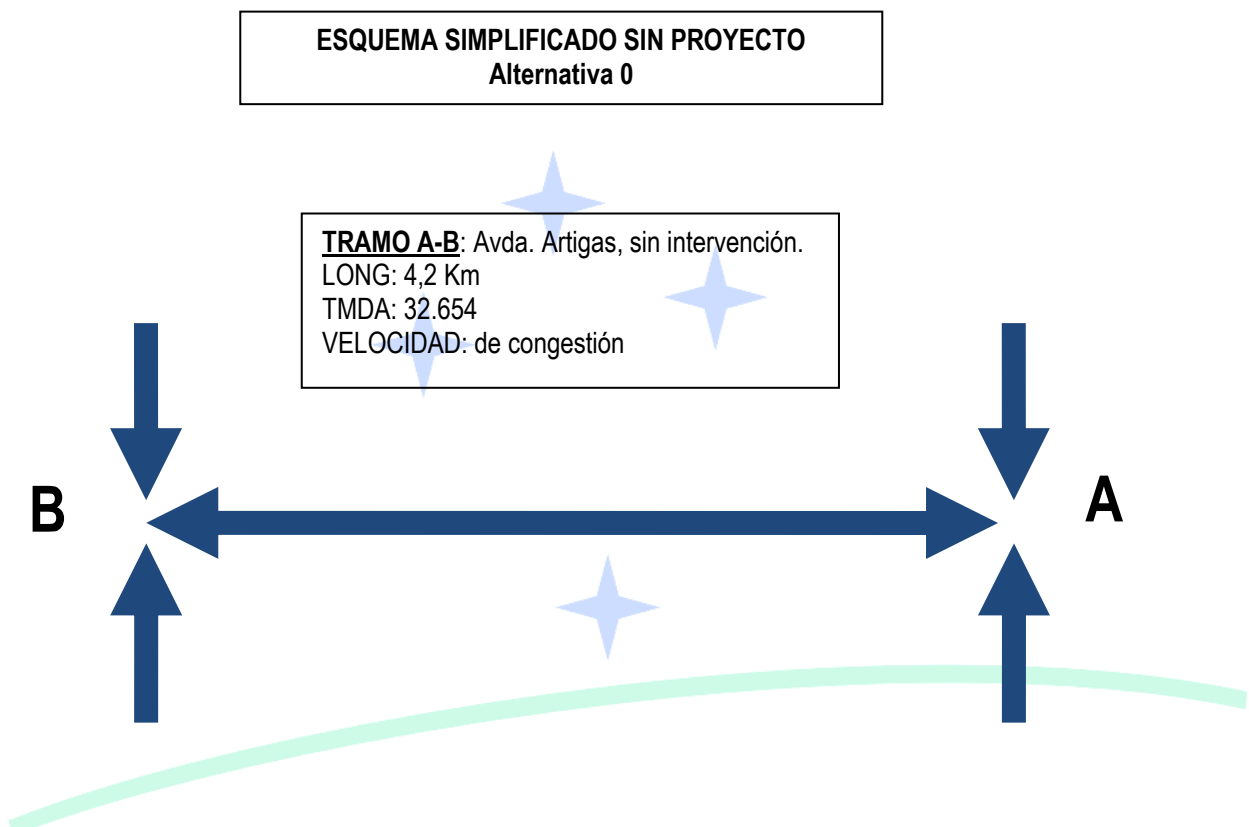 ESQUEMA SIMPLIFICADO SIN PROYECTO
Alternativa 0
TRAMO A-B: Avda. Artigas, sin intervención.
LONG: 4,2 Km
TMDA: 32.654
VELOCIDAD: de congestión
B
A